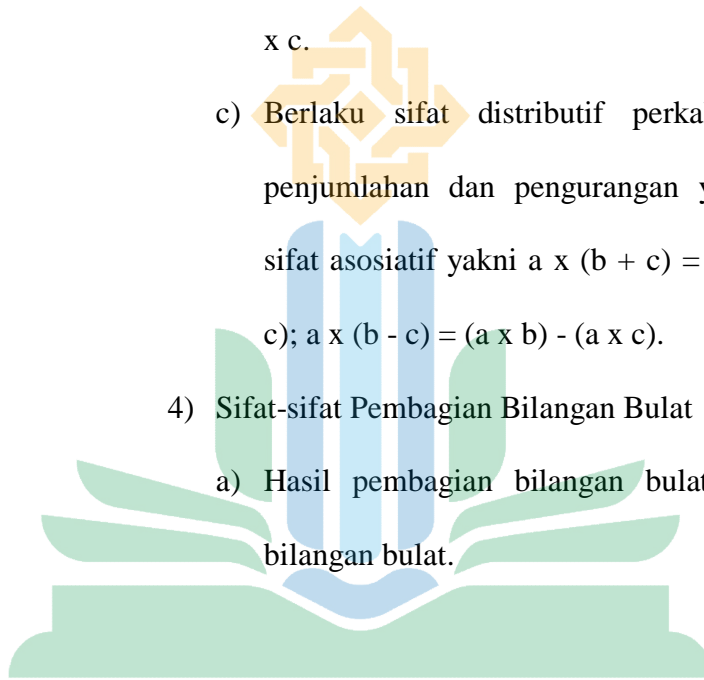 x c.
c) Berlaku sifat distributif
penjumlahan dan pengurangan
sifat asosiatif yakni a x (b + c) =
c); a x (b - c) = (a x b) - (a x c).
4) Sifat-sifat Pembagian Bilangan Bulat
a) Hasil pembagian bilangan bulat
bilangan bulat.